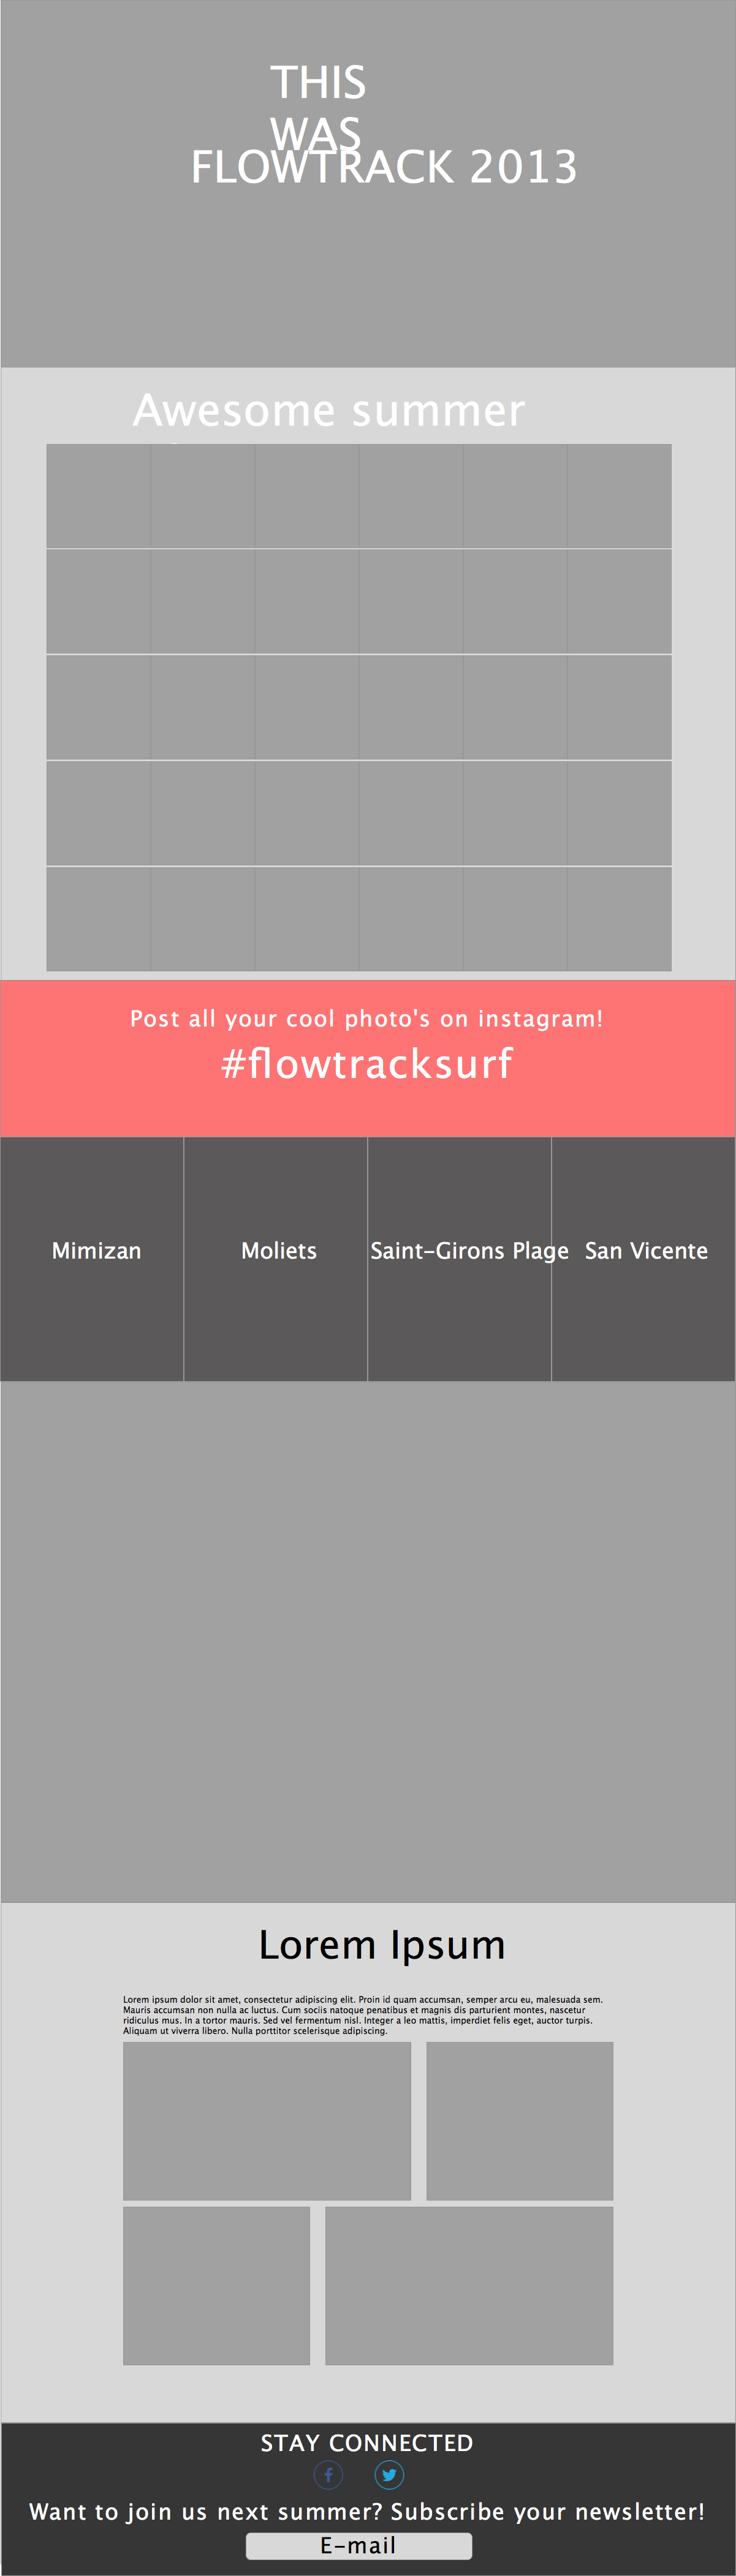 THIS
WAS
FLOWTRACK 2013
Awesome summer
Post all your cool photo's on instagram!
#flowtracksurf
Mimizan
Moliets
Saint-Girons Plage
San Vicente
Lorem Ipsum
Lorem ipsum dolor sit amet, consectetur adipiscing elit. Proin id quam accumsan, semper arcu eu, malesuada sem.
Mauris accumsan non nulla ac luctus. Cum sociis natoque penatibus et magnis dis parturient montes, nascetur
ridiculus mus. In a tortor mauris. Sed vel fermentum nisl. Integer a leo mattis, imperdiet felis eget, auctor turpis.
Aliquam ut viverra libero. Nulla porttitor scelerisque adipiscing.
STAY CONNECTED
Want to join us next summer? Subscribe your newsletter!
E-mail